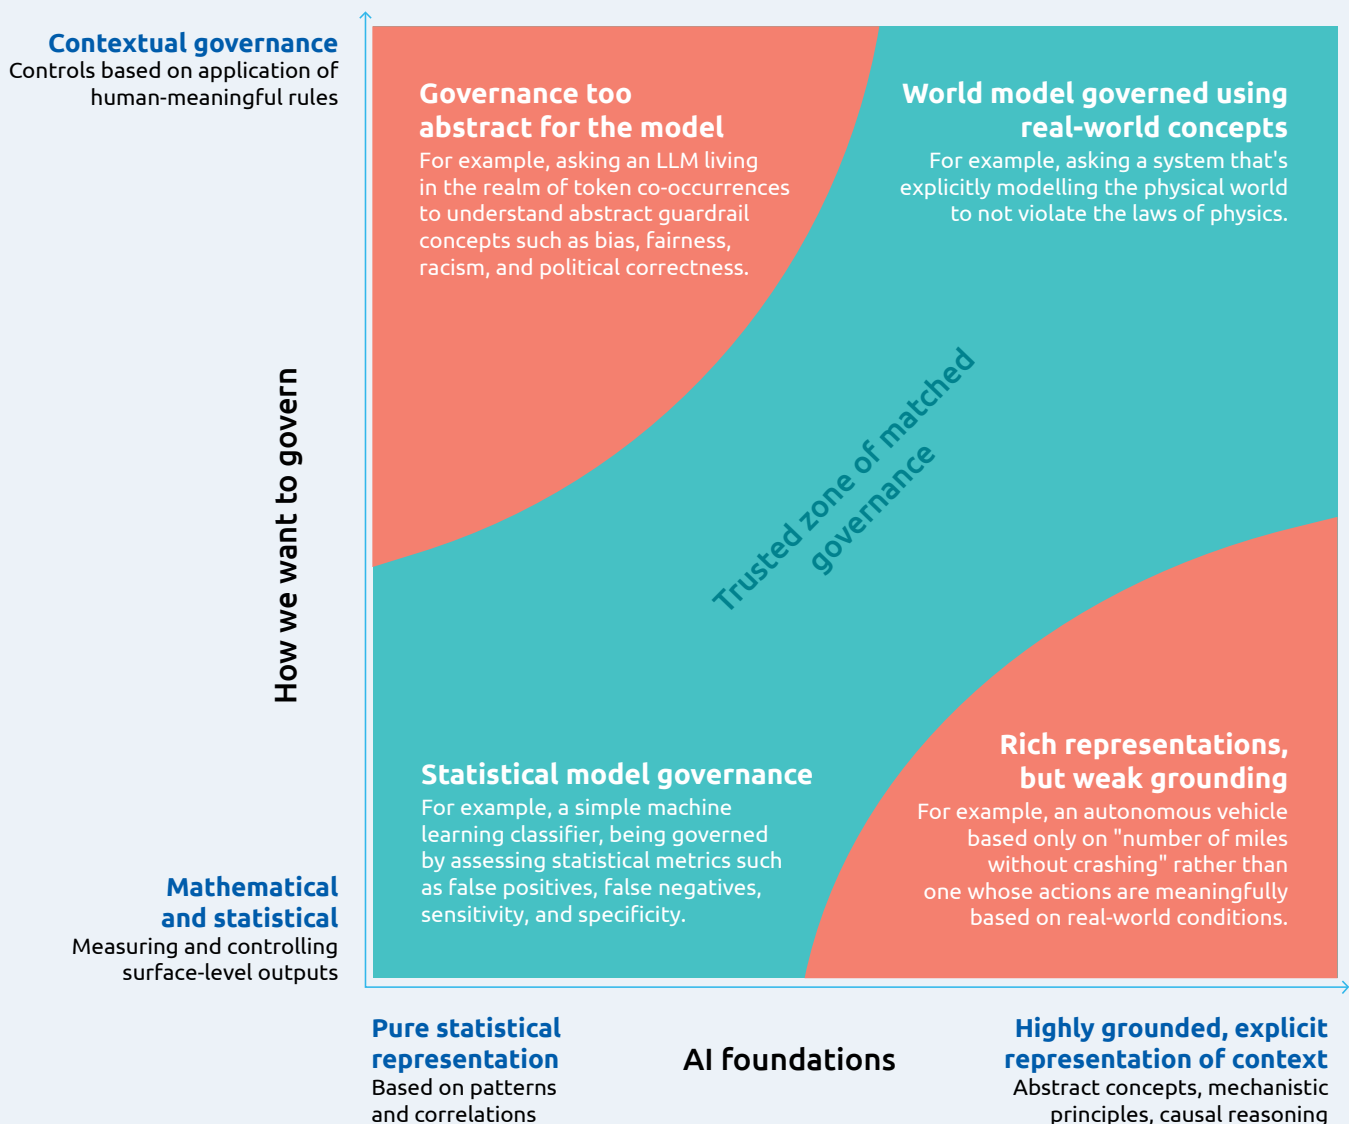 Contextual governance
Controls based on application of
human-meaningful rules
Governance too
abstract for the model
For example, asking an LLM living
in the realm of token co-occurrences
to understand abstract guardrail
concepts such as bias, fairness,
racism, and political correctness.
World model governed using
real-world concepts
For example, asking a system that's
explicitly modelling the physical world
to not violate the laws of physics.
How we want to govern
Trusted zone of matched
governance
Statistical model governance
For example, a simple machine
learning classifier, being governed
by assessing statistical metrics such
as false positives, false negatives,
sensitivity, and specificity.
Rich representations,
but weak grounding
For example, an autonomous vehicle
based only on "number of miles
without crashing" rather than
one whose actions are meaningfully
based on real-world conditions.
Mathematical
and statistical
Measuring and controlling
surface-level outputs
Pure statistical
representation
Based on patterns
and correlations
AI foundations
Highly grounded, explicit
representation of context
Abstract concepts, mechanistic
principles, causal reasoning